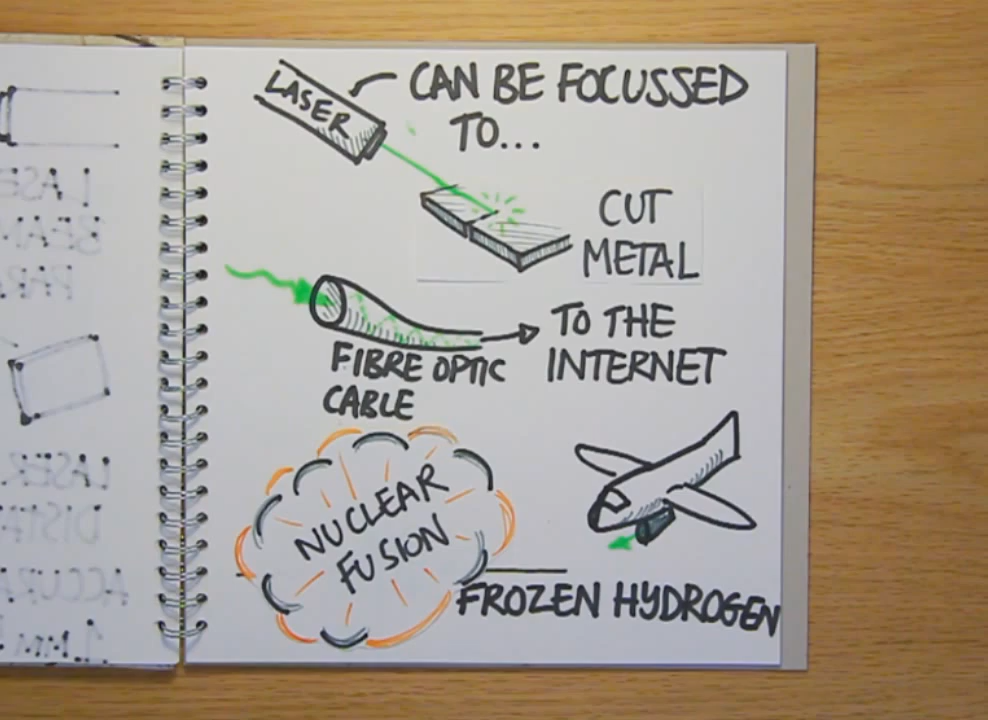 LASER
CAN BE FOCUSSED
TO...
CUT
METAL
TO THE
INTERNET
FIBRE OPTIC
CABLE
NUCLEAR
FUSION
FROZEN HYDROGEN